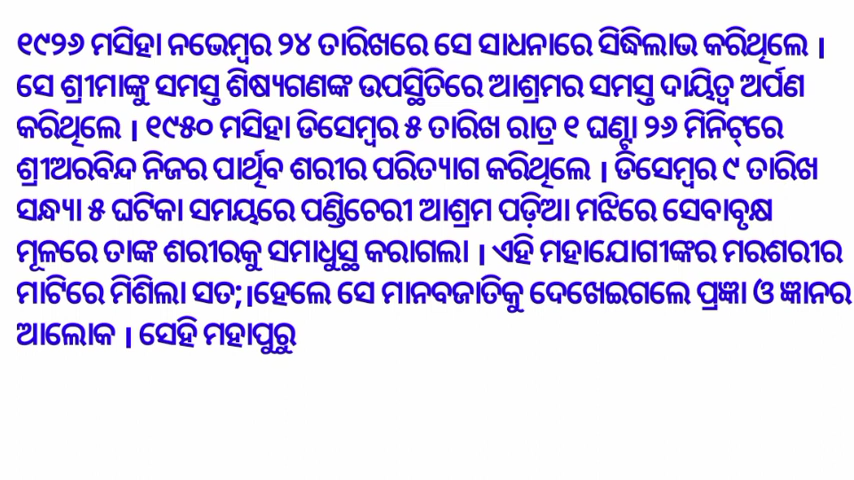 ୧୯୨୬ ମସିହା ନଭେମ୍ବର ୨୪ ତାରିଖରେ ସେ ସାଧନାରେ ସିଦ୍ଧିଲାଭ କରିଥିଲେ ।
ସେ ଶ୍ରୀମାଙ୍କୁ ସମସ୍ତ ଶିଷ୍ୟଗଣଙ୍କ ଉପସ୍ଥିତିରେ ଆଶ୍ରମର ସମସ୍ତ ଦାୟିତ୍ୱ ଅର୍ପଣ
କରିଥିଲେ । ୧୯୫୦ ମସିହା ଡିସେମ୍ବର ୫ ତାରିଖ ରାତ୍ର ୧ ଘଣ୍ଟା ୨୬ ମିନିଟ୍‌ରେ
ଶ୍ରୀଅରବିନ୍ଦ ନିଜର ପାର୍ଥିବ ଶରୀର ପରିତ୍ୟାଗ କରିଥିଲେ । ଡିସେମ୍ବର ୯ ତାରିଖ
ସନ୍ଧ୍ୟା ୫ ଘଟିକା ସମୟରେ ପଣ୍ଡିଚେରୀ ଆଶ୍ରମ ପଡ଼ିଆ ମଝିରେ ସେବାବୃକ୍ଷ
ମୂଳରେ ତାଙ୍କ ଶରୀରକୁ ସମାଧୁସ୍ଥ କରାଗଲା । ଏହି ମହାଯୋଗୀଙ୍କର ମରଶରୀର
ମାଟିରେ ମିଶିଲା ସତ;।ହେଲେ ସେ ମାନବଜାତିକୁ ଦେଖେଇଗଲେ ପ୍ରଜ୍ଞା ଓ ଜ୍ଞାନର
ଆଲୋକ । ସେହି ମହାପୁରୁ